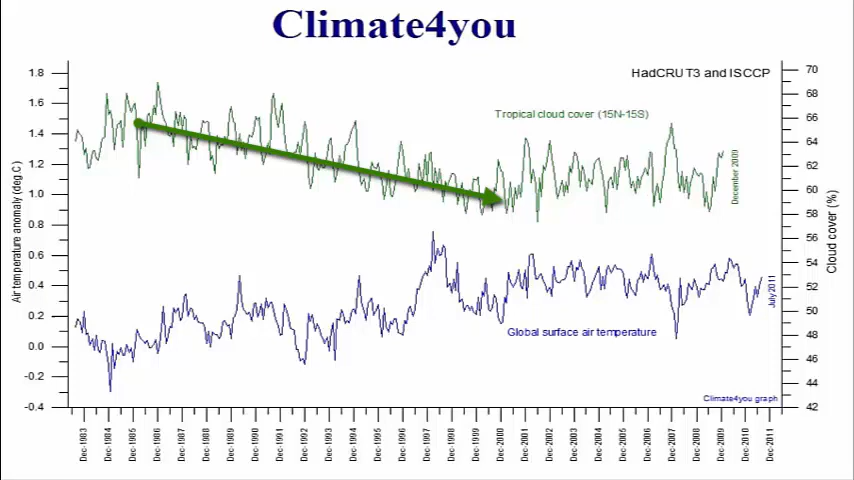 Climate4you
HadCRUT3 and ISCCP
Tropical cloud cover (15N-15S)
December 2009
Air temperature anomaly (deg C)
1.8
1.6
1.4
1.2
1.0
0.8
0.6
0.4
0.2
0.0
-0.2
-0.4
70
68
66
64
62
60
58
56
54
52
50
48
46
44
42
Cloud cover (%)
July 2011
Global surface air temperature
Climate4you graph
Dec-1983
Dec-1984
Dec-1985
Dec-1986
Dec-1987
Dec-1988
Dec-1989
Dec-1990
Dec-1991
Dec-1992
Dec-1993
Dec-1994
Dec-1995
Dec-1996
Dec-1997
Dec-1998
Dec-1999
Dec-2000
Dec-2001
Dec-2002
Dec-2003
Dec-2004
Dec-2005
Dec-2006
Dec-2007
Dec-2008
Dec-2009
Dec-2010
Dec-2011